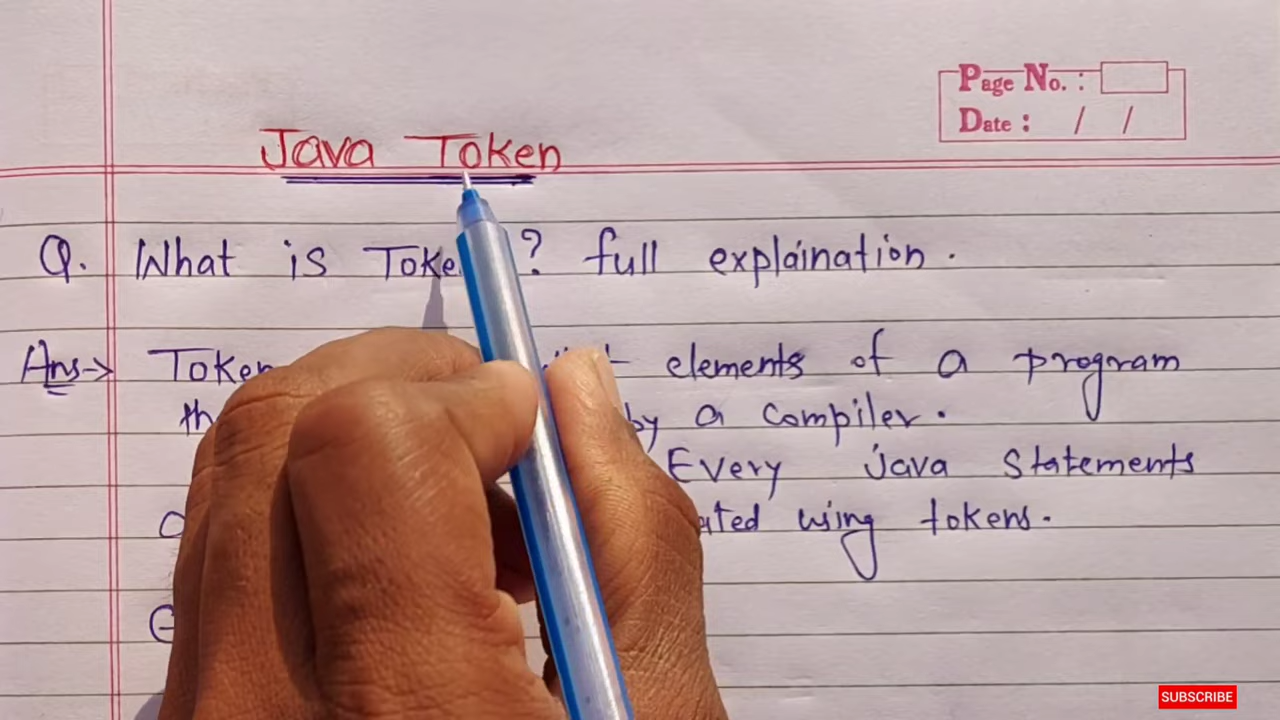 Page No. :
Date : / /
Java Token
Q. What is Toke ? full explaination.
Ans-> Token elements of a program
th by a compiler.
Every java statements
ated using tokens.
SUBSCRIBE